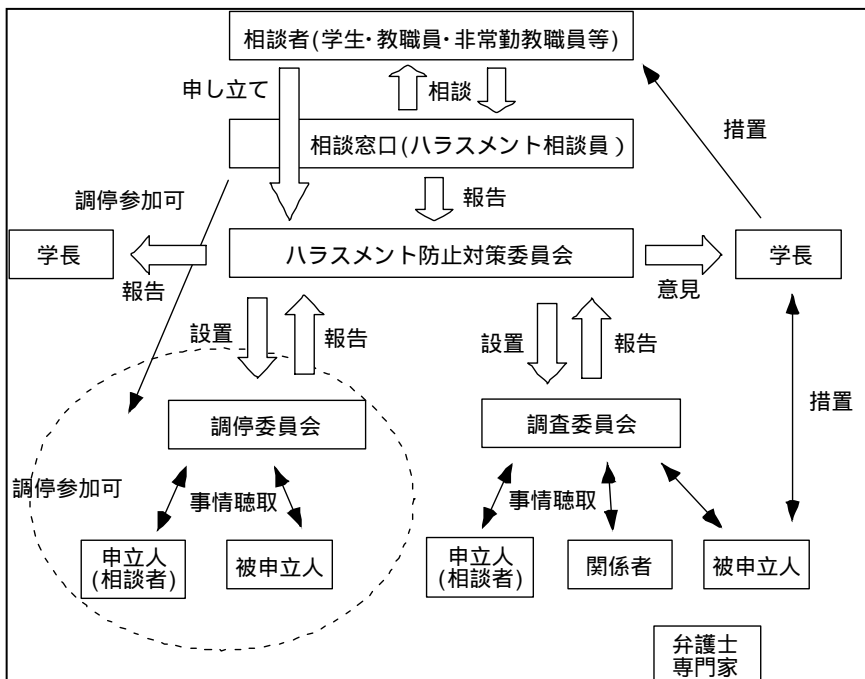 相談者(学生・教職員・非常勤教職員等)
申し立て
相談
措置
相談窓口(ハラスメント相談員)
調停参加可
報告
学長
ハラスメント防止対策委員会
学長
報告
意見
設置
報告
設置
報告
措置
調停委員会
調査委員会
調停参加可
事情聴取
事情聴取
申立人
(相談者)
被申立人
申立人
(相談者)
関係者
被申立人
弁護士
専門家